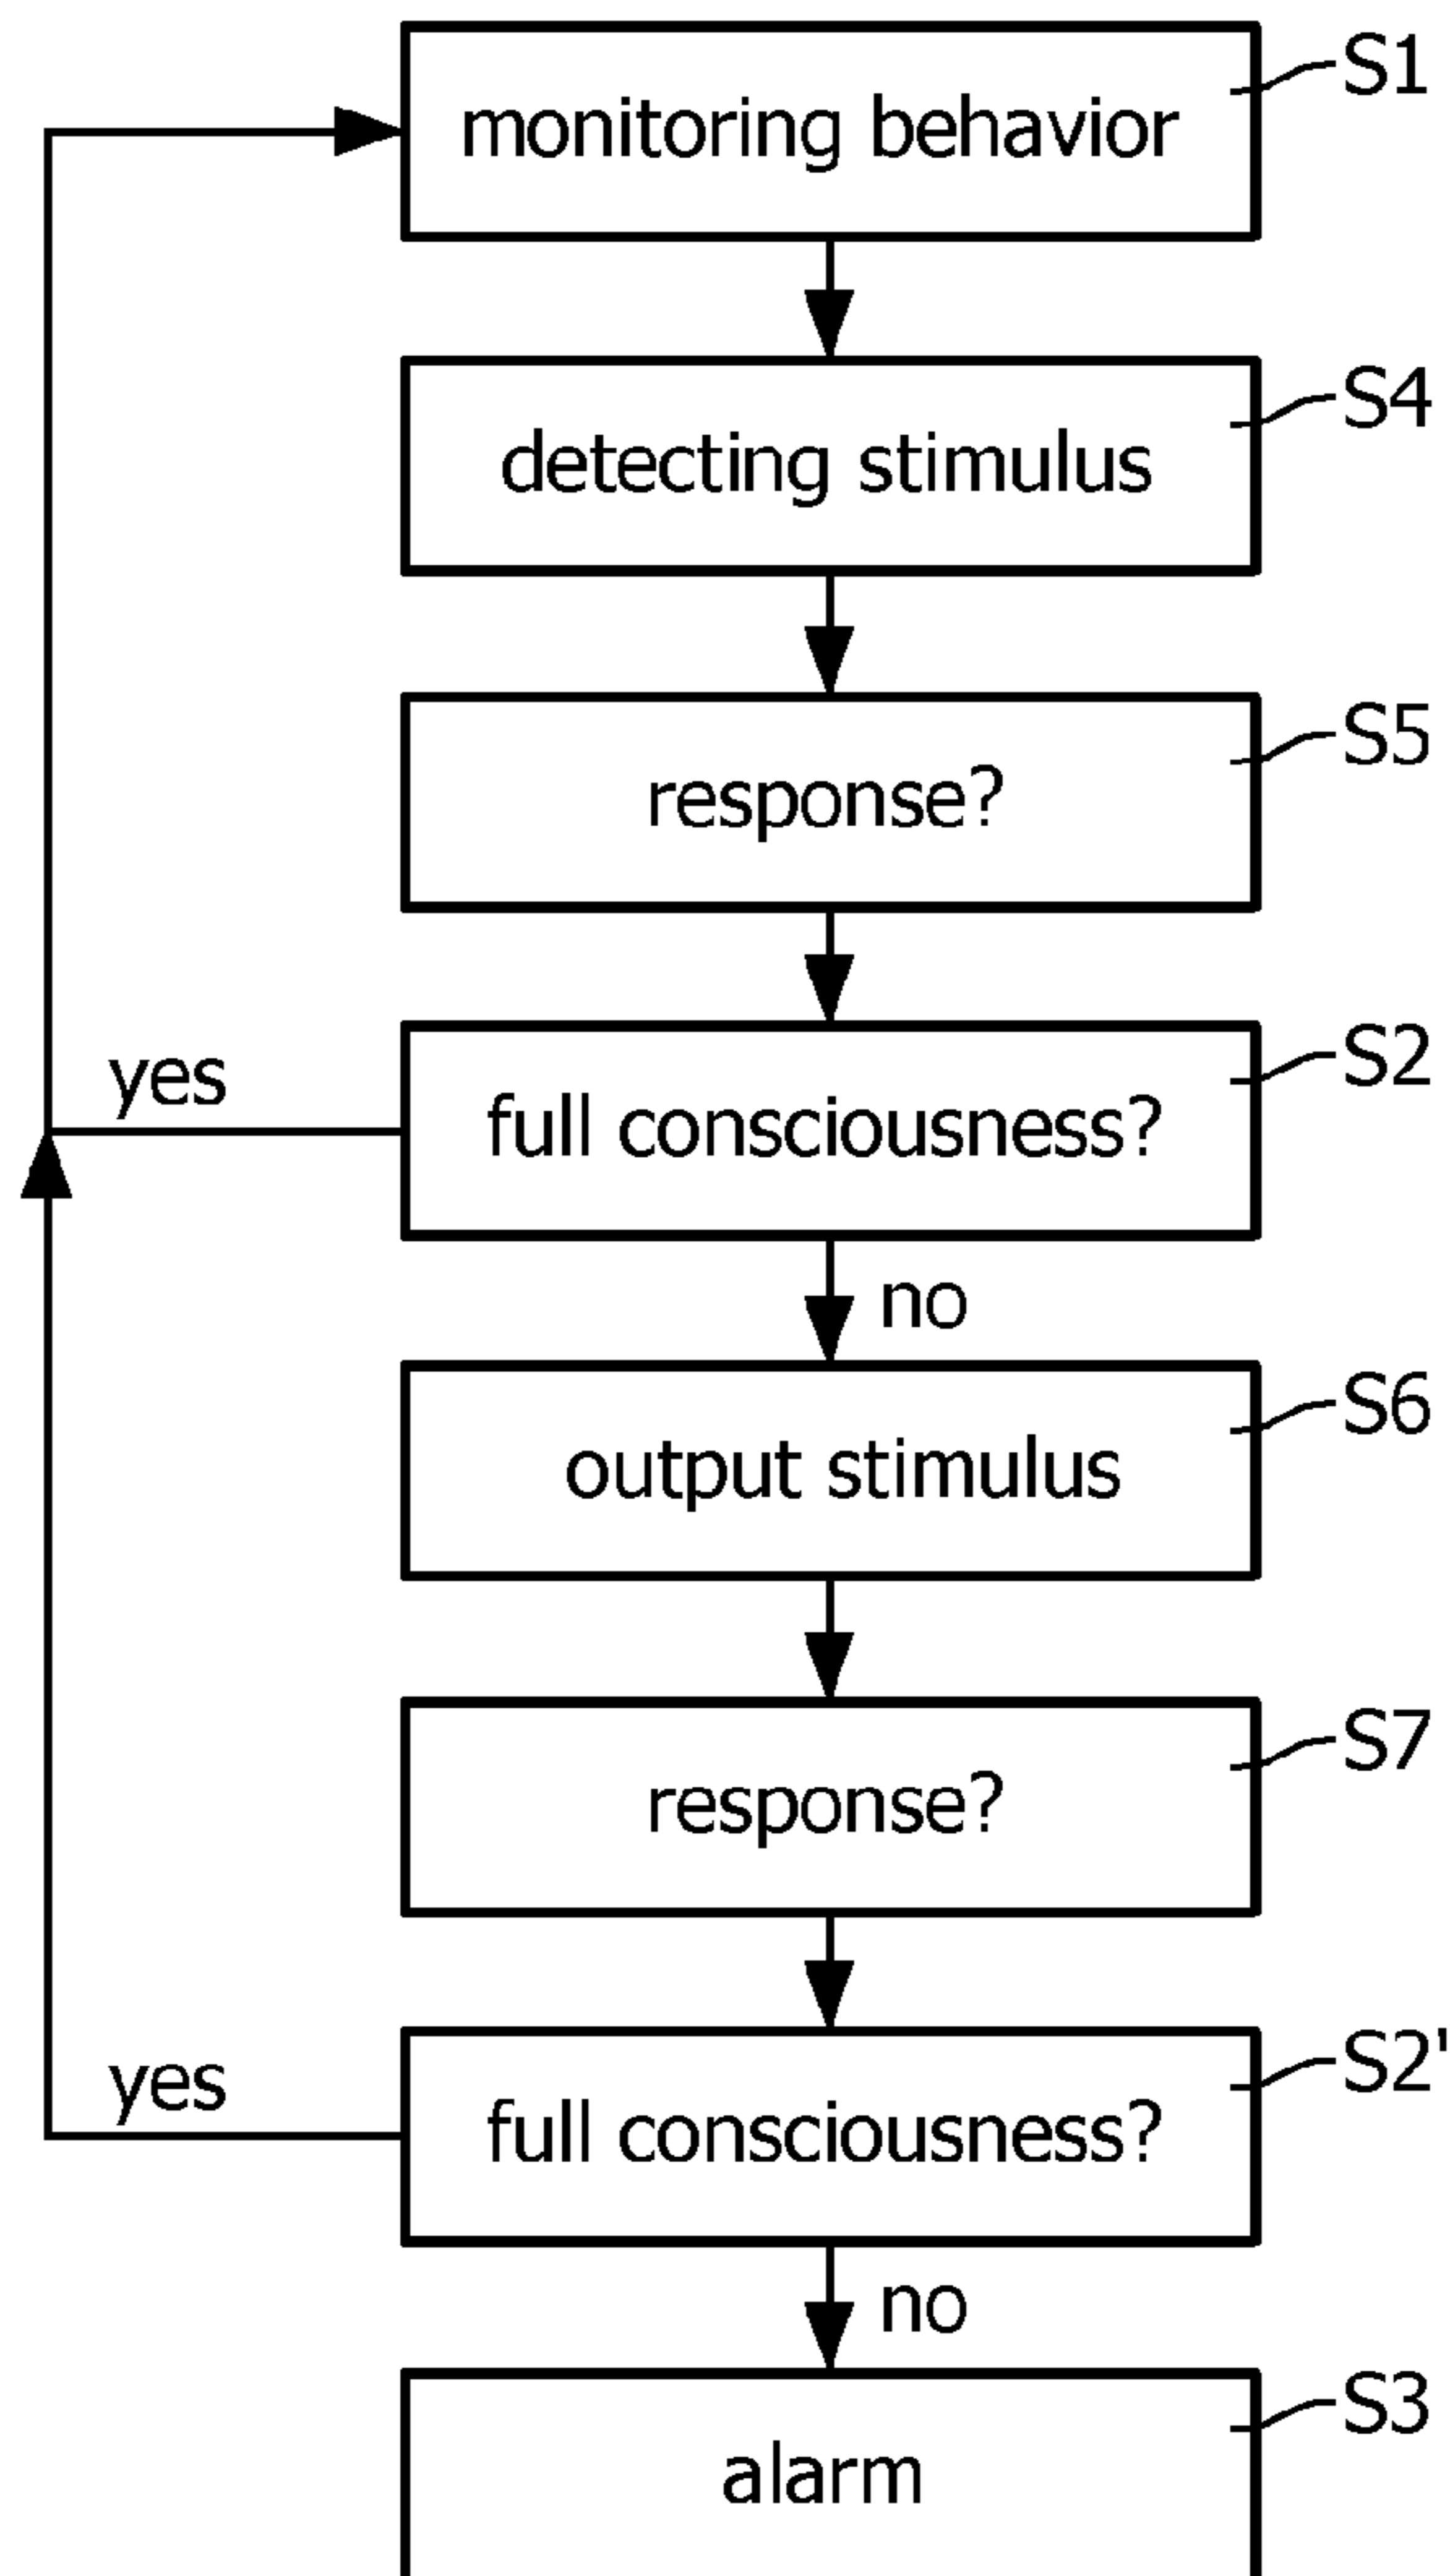 monitoring behavior
S1
detecting stimulus
S4
response?
S5
full consciousness?
S2
yes
no
output stimulus
S6
response?
S7
full consciousness?
S2'
yes
no
alarm
S3